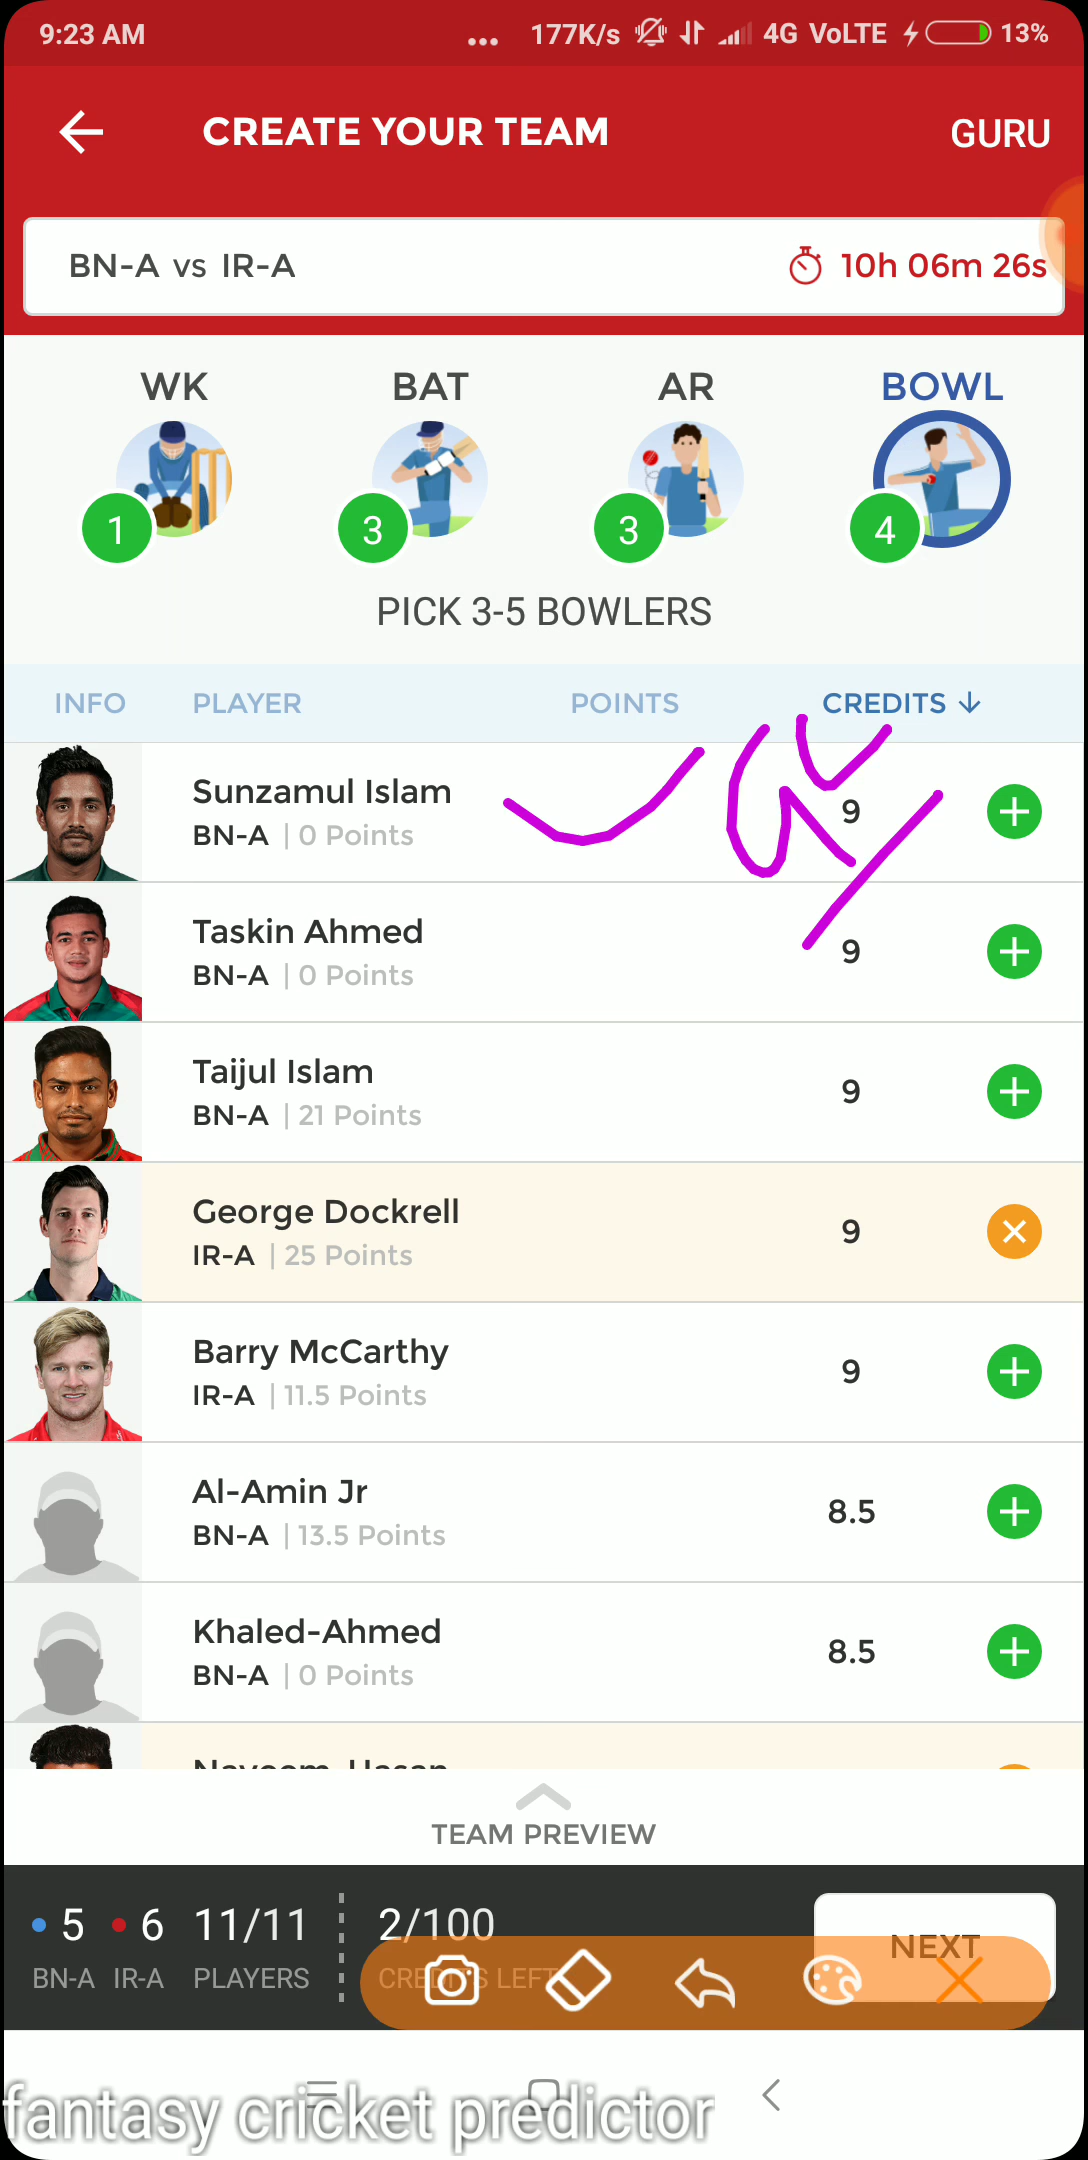 9:23 AM ... 177K/s 4G VoLTE 13%
CREATE YOUR TEAM GURU
BN-A vs IR-A 10h 06m 26s
WK BAT AR BOWL
1 3 3 4
PICK 3-5 BOWLERS
INFO PLAYER POINTS CREDITS ↓
Sunzamul Islam
BN-A | 0 Points 9
Taskin Ahmed
BN-A | 0 Points 9
Taijul Islam
BN-A | 21 Points 9
George Dockrell
IR-A | 25 Points 9
Barry McCarthy
IR-A | 11.5 Points 9
Al-Amin Jr
BN-A | 13.5 Points 8.5
Khaled-Ahmed
BN-A | 0 Points 8.5
TEAM PREVIEW
5 6 11/11 2/100 NEXT
BN-A IR-A PLAYERS CREDITS LEFT
fantasy cricket predictor